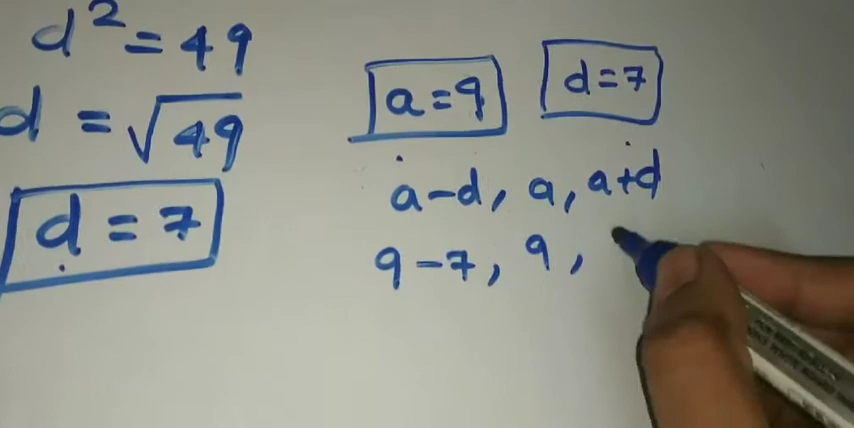 d² = 49
d = √49
d = 7
a = 9
d = 7
a - d, a, a + d
9 - 7, 9,